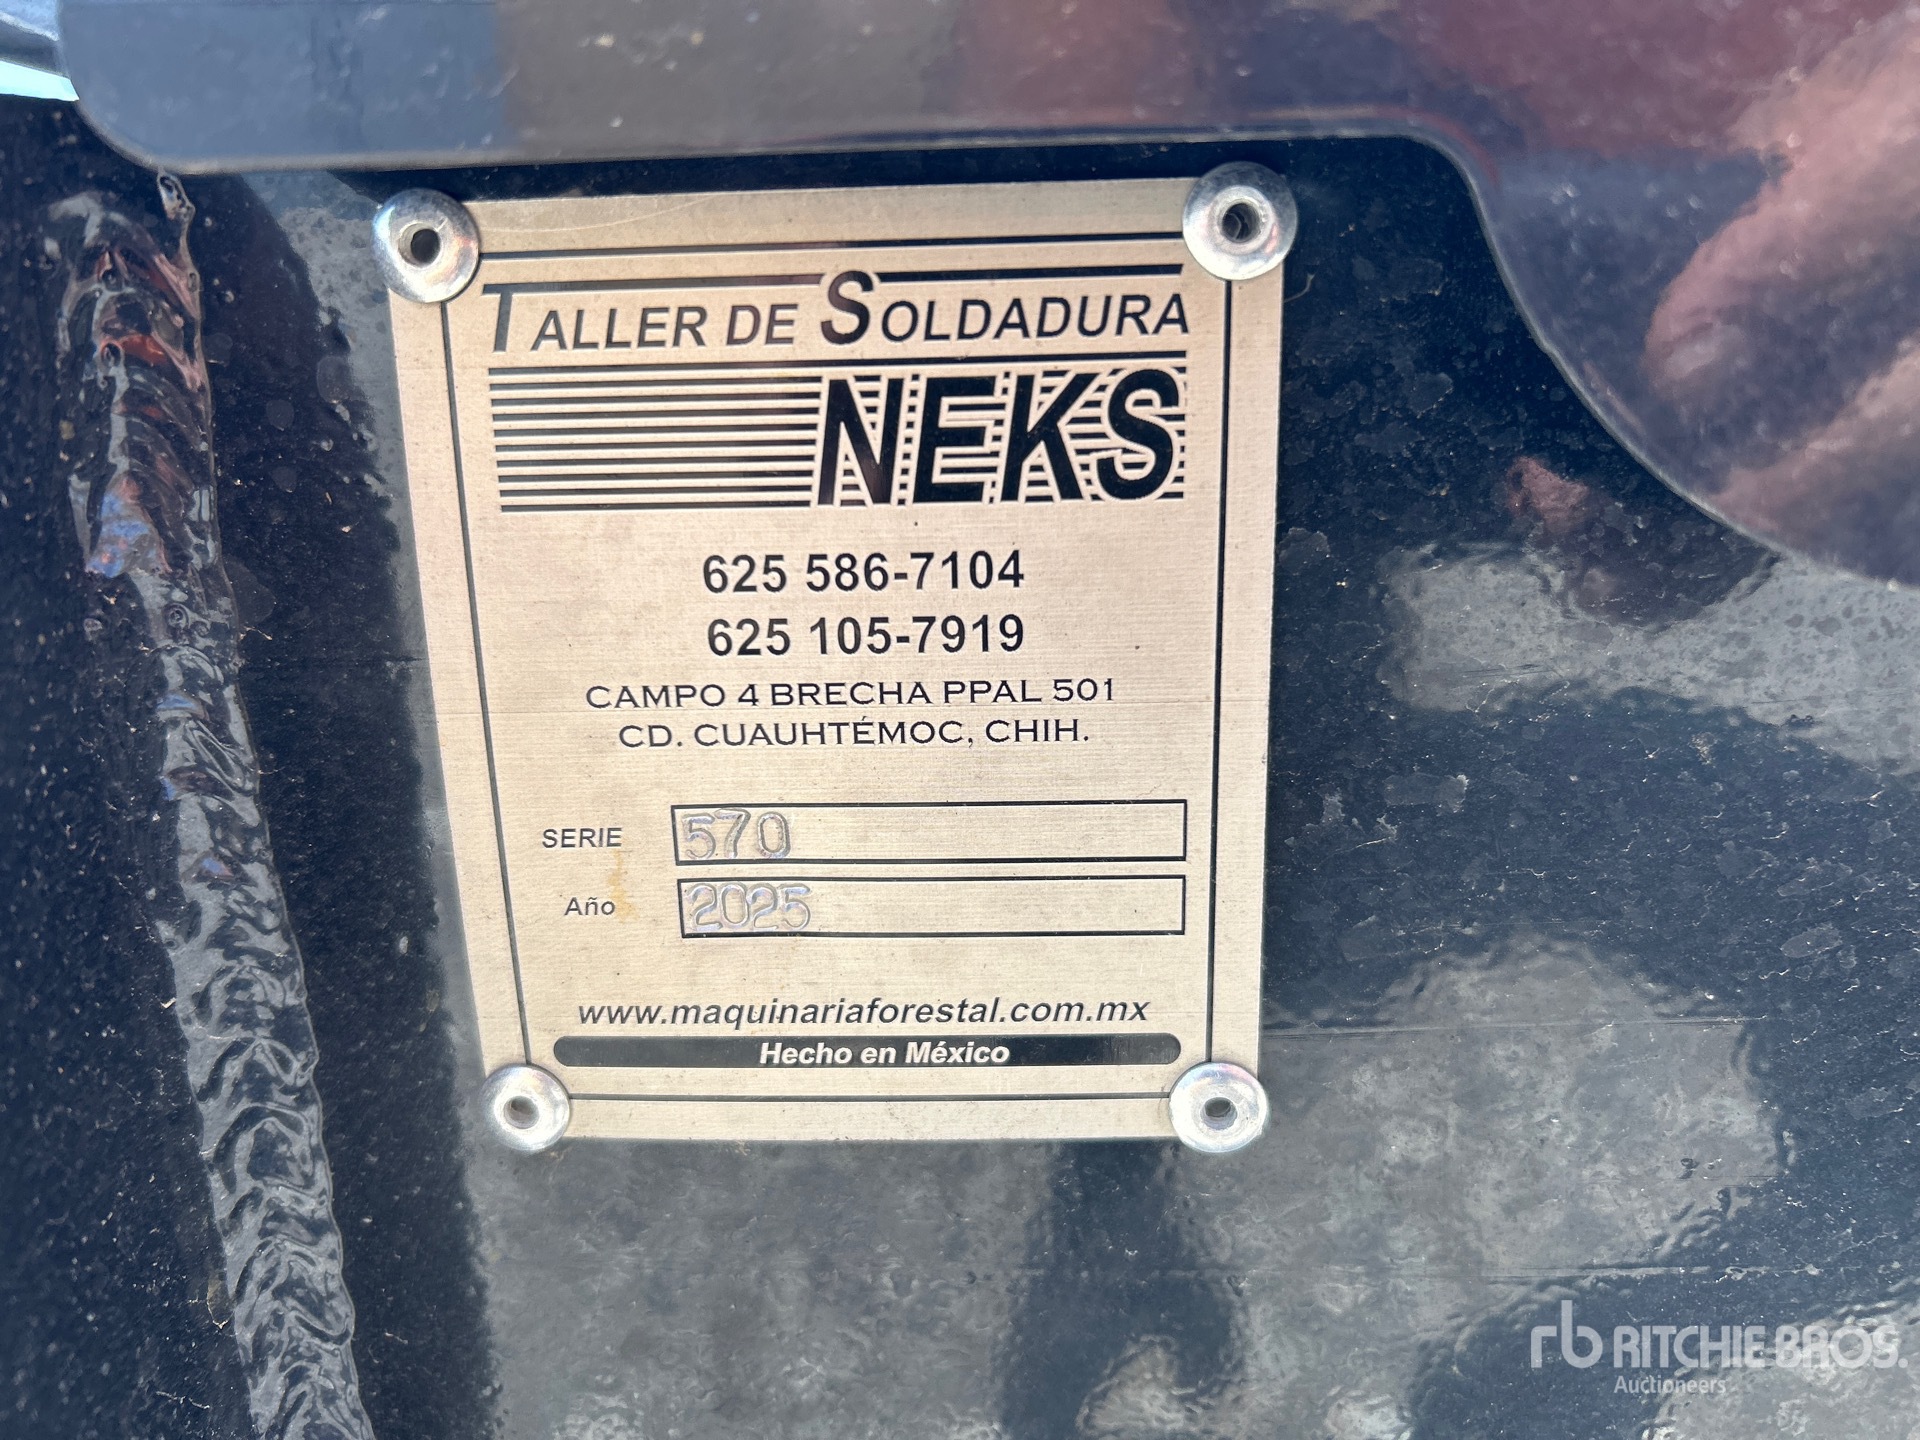 TALLER DE SOLDADURA
NEKS
625 586-7104
625 105-7919
CAMPO 4 BRECHA PPAL 501
CD. CUAUHTÉMOC, CHIH.
SERIE 570
Año 2025
www.maquinariaforestal.com.mx
Hecho en México
rb RITCHIE BROS.
Auctioneers